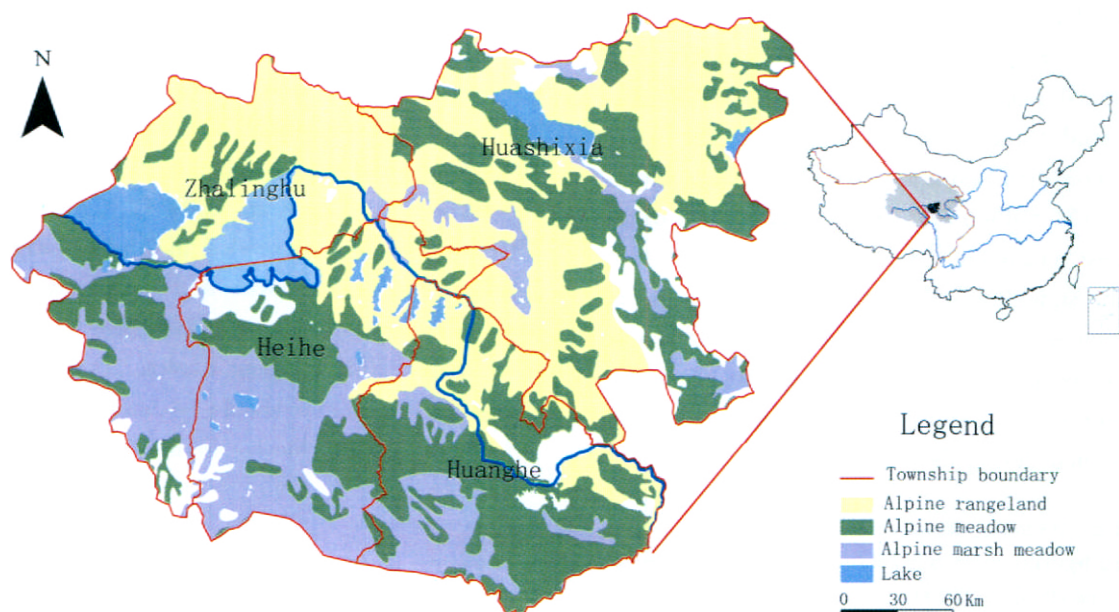 N
Huashixia
Zhalinghu
Heihe
Huanghe
Legend
Township boundary
Alpine rangeland
Alpine meadow
Alpine marsh meadow
Lake
0 30 60 Km